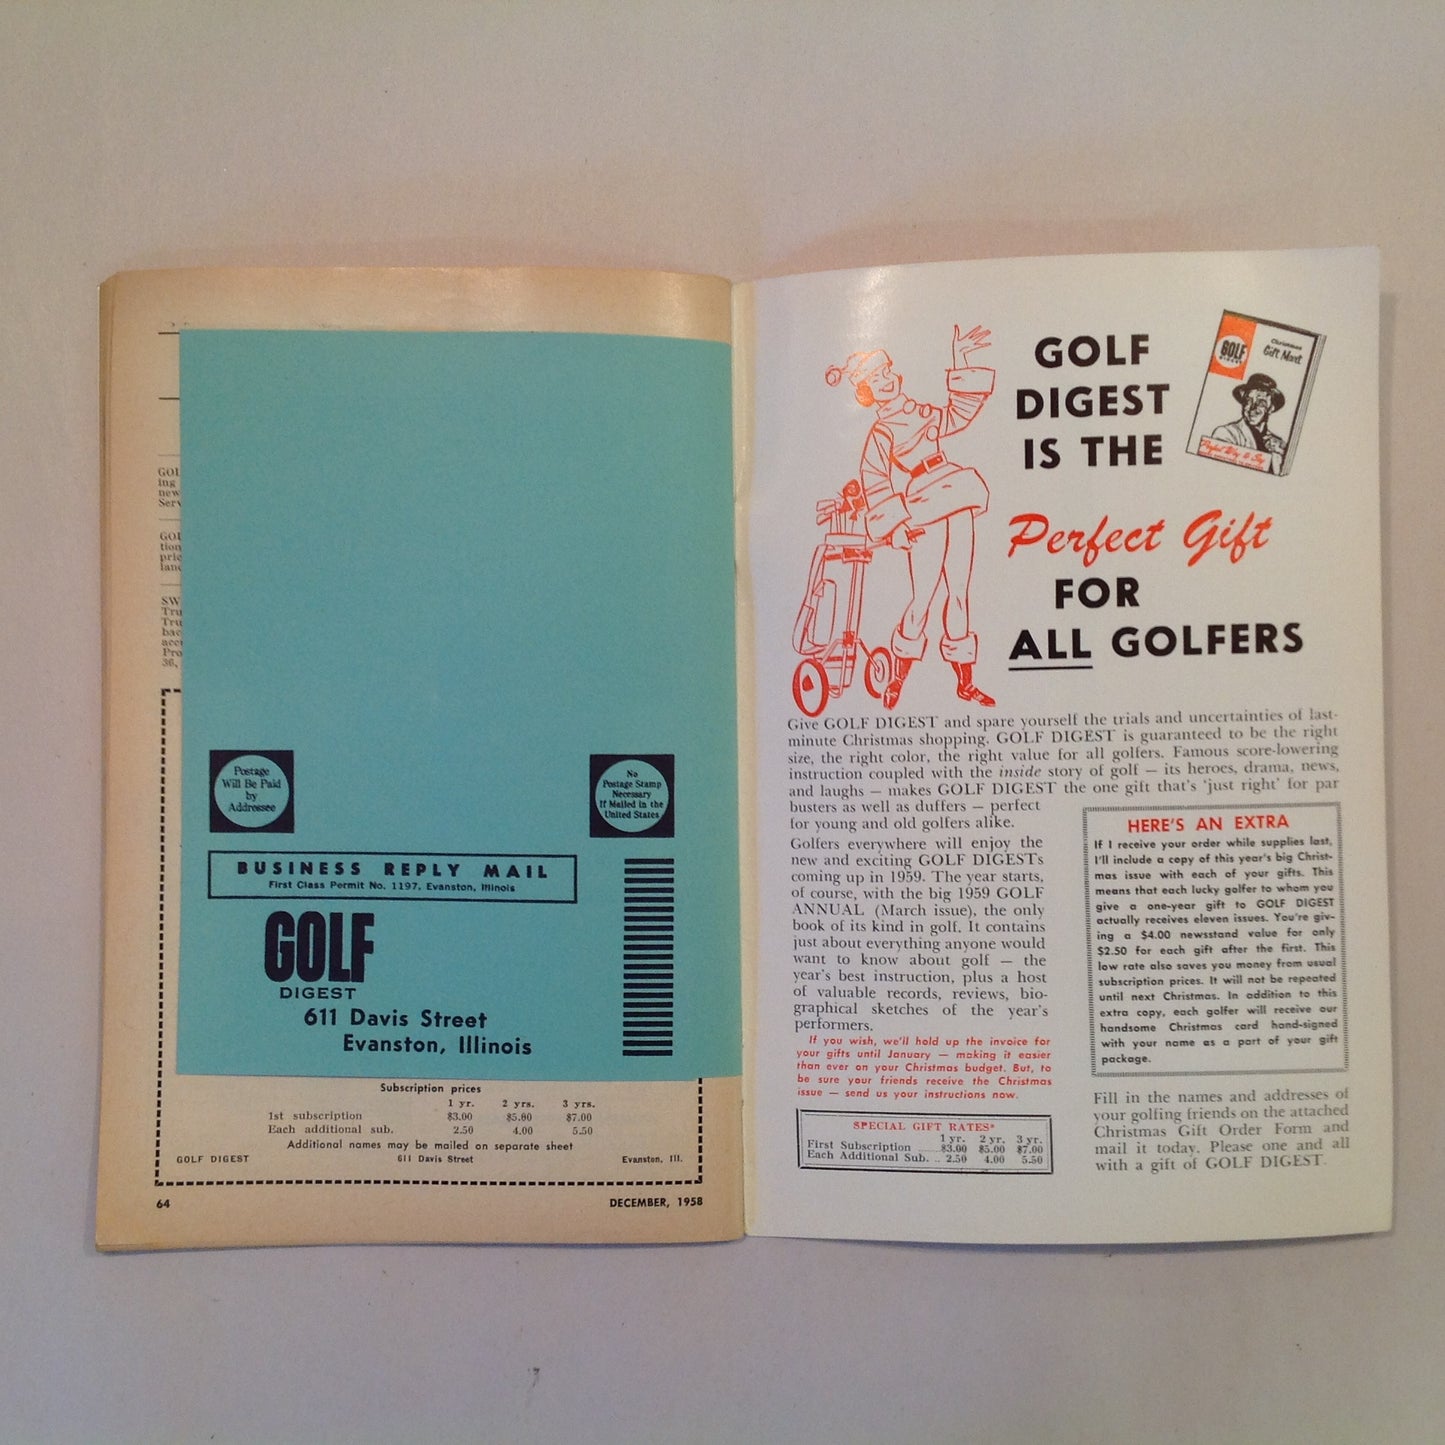 GOL
ing
new
Serv
GOL
tion
pric
land
SW
Tru
Tru
bac
acce
Pro
36,
Postage
Will Be Paid
by
Addressee
No
Postage Stamp
Necessary
If Mailed in the
United States
BUSINESS REPLY MAIL
First Class Permit No. 1197, Evanston, Illinois
GOLF
DIGEST
611 Davis Street
Evanston, Illinois
Subscription prices
1 yr. 2 yrs. 3 yrs.
1st subscription $3.00 $5.00 $7.00
Each additional sub. 2.50 4.00 5.50
Additional names may be mailed on separate sheet
GOLF DIGEST 611 Davis Street Evanston, Ill.
64 DECEMBER, 1958
GOLF
DIGEST
IS THE
Perfect Gift
FOR
ALL GOLFERS
GOLF
DIGEST
Christmas
Gift Mart
Give GOLF DIGEST and spare yourself the trials and uncertainties of last-
minute Christmas shopping. GOLF DIGEST is guaranteed to be the right
size, the right color, the right value for all golfers. Famous score-lowering
instruction coupled with the inside story of golf — its heroes, drama, news,
and laughs — makes GOLF DIGEST the one gift that's 'just right' for par
busters as well as duffers — perfect
for young and old golfers alike.
Golfers everywhere will enjoy the
new and exciting GOLF DIGESTs
coming up in 1959. The year starts,
of course, with the big 1959 GOLF
ANNUAL (March issue), the only
book of its kind in golf. It contains
just about everything anyone would
want to know about golf — the
year's best instruction, plus a host
of valuable records, reviews, bio-
graphical sketches of the year's
performers.
If you wish, we'll hold up the invoice for
your gifts until January — making it easier
than ever on your Christmas budget. But, to
be sure your friends receive the Christmas
issue — send us your instructions now.
SPECIAL GIFT RATES*
1 yr. 2 yr. 3 yr.
First Subscription ........ $3.00 $5.00 $7.00
Each Additional Sub. .. 2.50 4.00 5.50
HERE'S AN EXTRA
If I receive your order while supplies last,
I'll include a copy of this year's big Christ-
mas issue with each of your gifts. This
means that each lucky golfer to whom you
give a one-year gift to GOLF DIGEST
actually receives eleven issues. You're giv-
ing a $4.00 newsstand value for only
$2.50 for each gift after the first. This
low rate also saves you money from usual
subscription prices. It will not be repeated
until next Christmas. In addition to this
extra copy, each golfer will receive our
handsome Christmas card hand-signed
with your name as a part of your gift
package.
Fill in the names and addresses of
your golfing friends on the attached
Christmas Gift Order Form and
mail it today. Please one and all
with a gift of GOLF DIGEST.